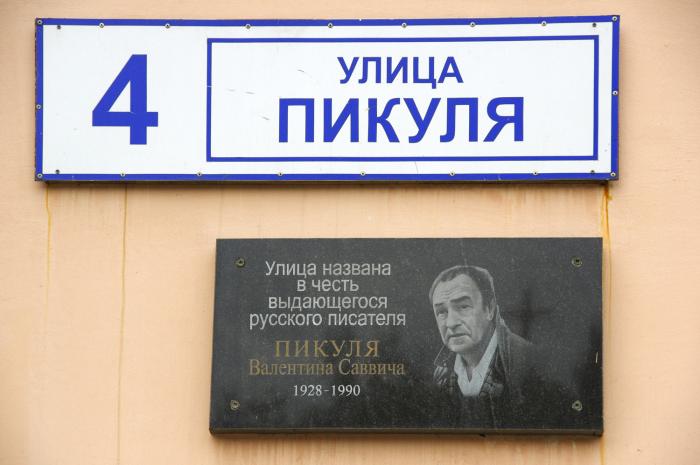 4
УЛИЦА
ПИКУЛЯ
Улица названа
в честь
выдающегося
русского писателя
ПИКУЛЯ
Валентина Саввича
1928-1990